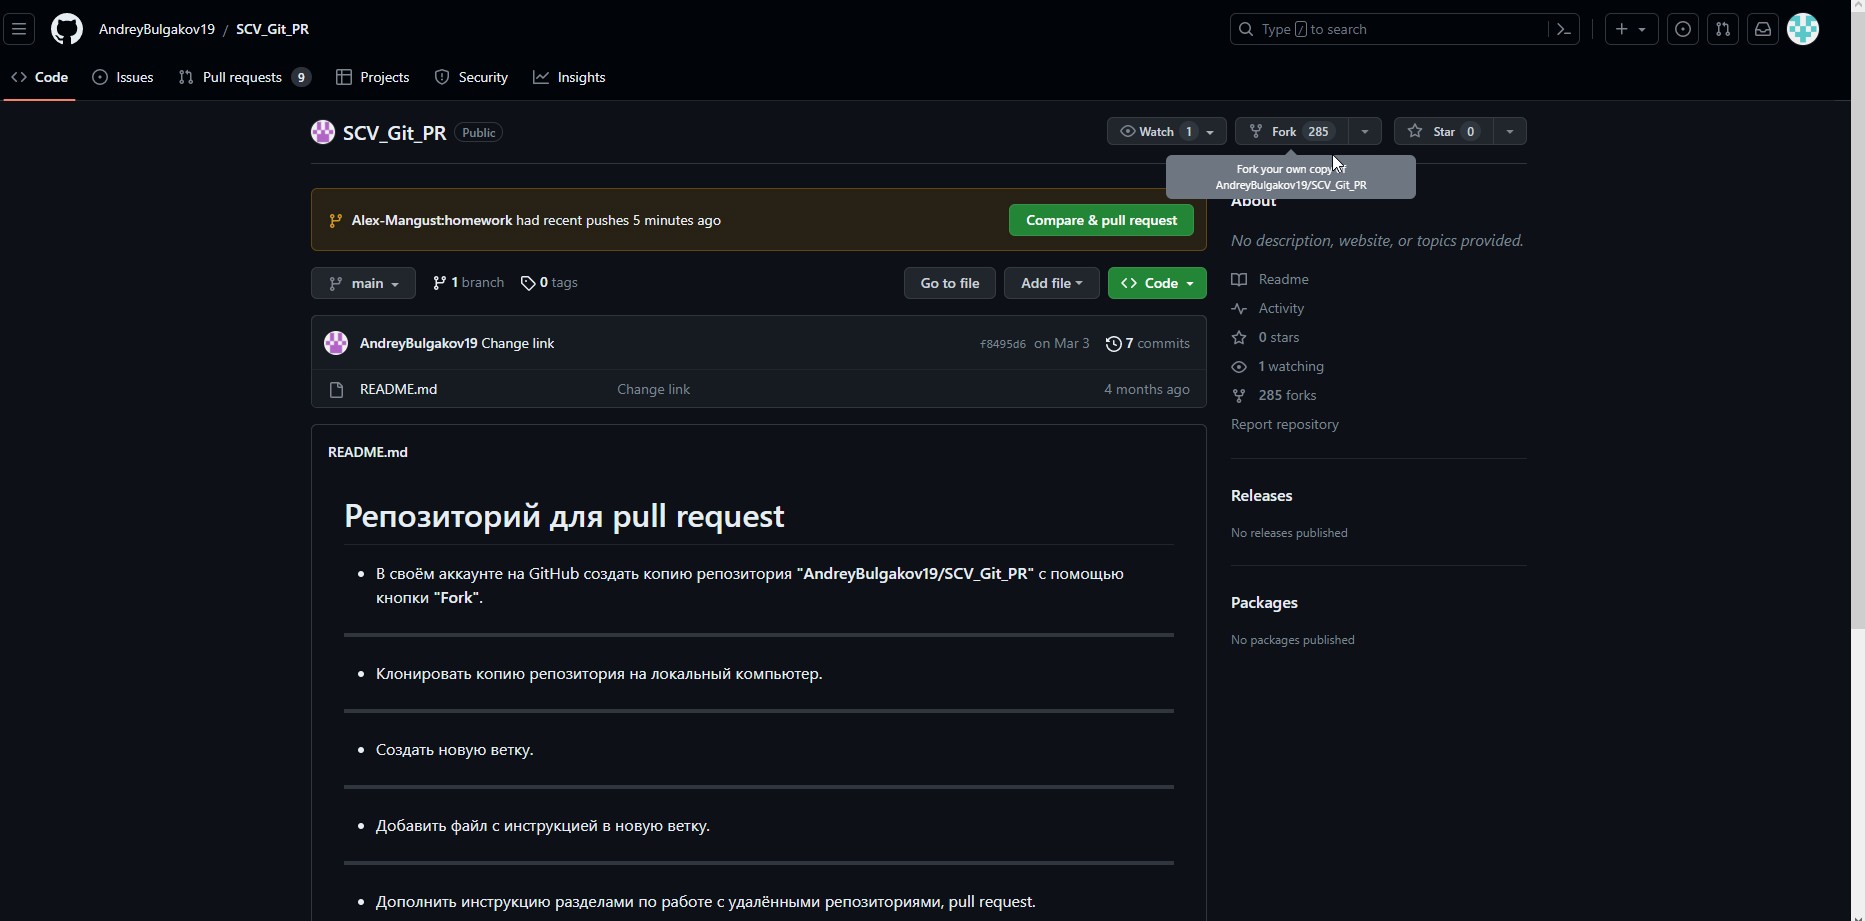 AndreyBulgakov19 / SCV_Git_PR
Type / to search
Code
Issues
Pull requests 9
Projects
Security
Insights
SCV_Git_PR Public
Watch 1
Fork 285
Star 0
Fork your own copy
AndreyBulgakov19/SCV_Git_PR
Alex-Mangust:homework had recent pushes 5 minutes ago
Compare & pull request
main
1 branch
0 tags
Go to file
Add file
Code
AndreyBulgakov19 Change link
f8495d6 on Mar 3
7 commits
README.md
Change link
4 months ago
README.md
Репозиторий для pull request
• В своём аккаунте на GitHub создать копию репозитория "AndreyBulgakov19/SCV_Git_PR" с помощью
кнопки "Fork".
• Клонировать копию репозитория на локальный компьютер.
• Создать новую ветку.
• Добавить файл с инструкцией в новую ветку.
• Дополнить инструкцию разделами по работе с удалёнными репозиториями, pull request.
About
No description, website, or topics provided.
Readme
Activity
0 stars
1 watching
285 forks
Report repository
Releases
No releases published
Packages
No packages published